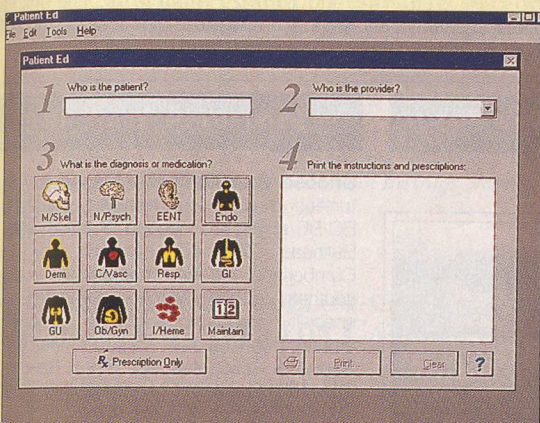 Patient Ed
File Edit Tools Help
Patient Ed
1 Who is the patient?
2 Who is the provider?
3 What is the diagnosis or medication?
4 Print the instructions and prescriptions:
M/Skel N/Psych EENT Endo
Derm C/Vasc Resp GI
GU Ob/Gyn I/Heme Maintain
12
Rx Prescription Only
Print... Clear ?